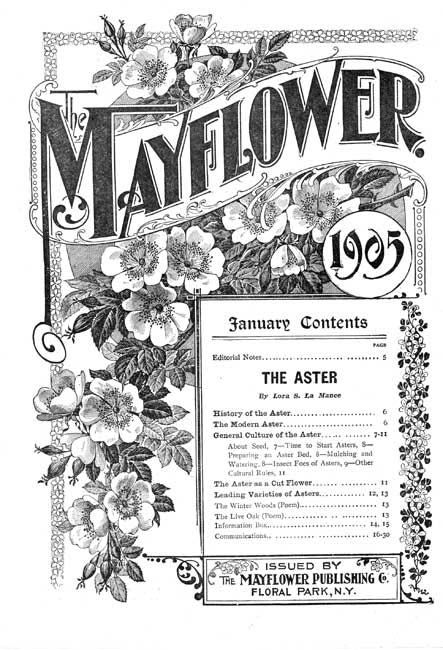 The
MAYFLOWER.
1905
January Contents
PAGE
Editorial Notes........................... 5
THE ASTER
By Lora S. La Mance
History of the Aster........................ 6
The Modern Aster........................... 6
General Culture of the Aster............ 7-11
About Seed, 7—Time to Start Asters, 8—
Preparing an Aster Bed, 8—Mulching and
Watering, 8—Insect Foes of Asters, 9—Other
Cultural Rules, 11
The Aster as a Cut Flower.................. 11
Leading Varieties of Asters............ 12, 13
The Winter Woods (Poem)..................... 13
The Live Oak (Poem)........................ 13
Information Box......................... 14, 15
Communications.......................... 16-30
ISSUED BY
THE MAYFLOWER PUBLISHING Co.
FLORAL PARK, N.Y.